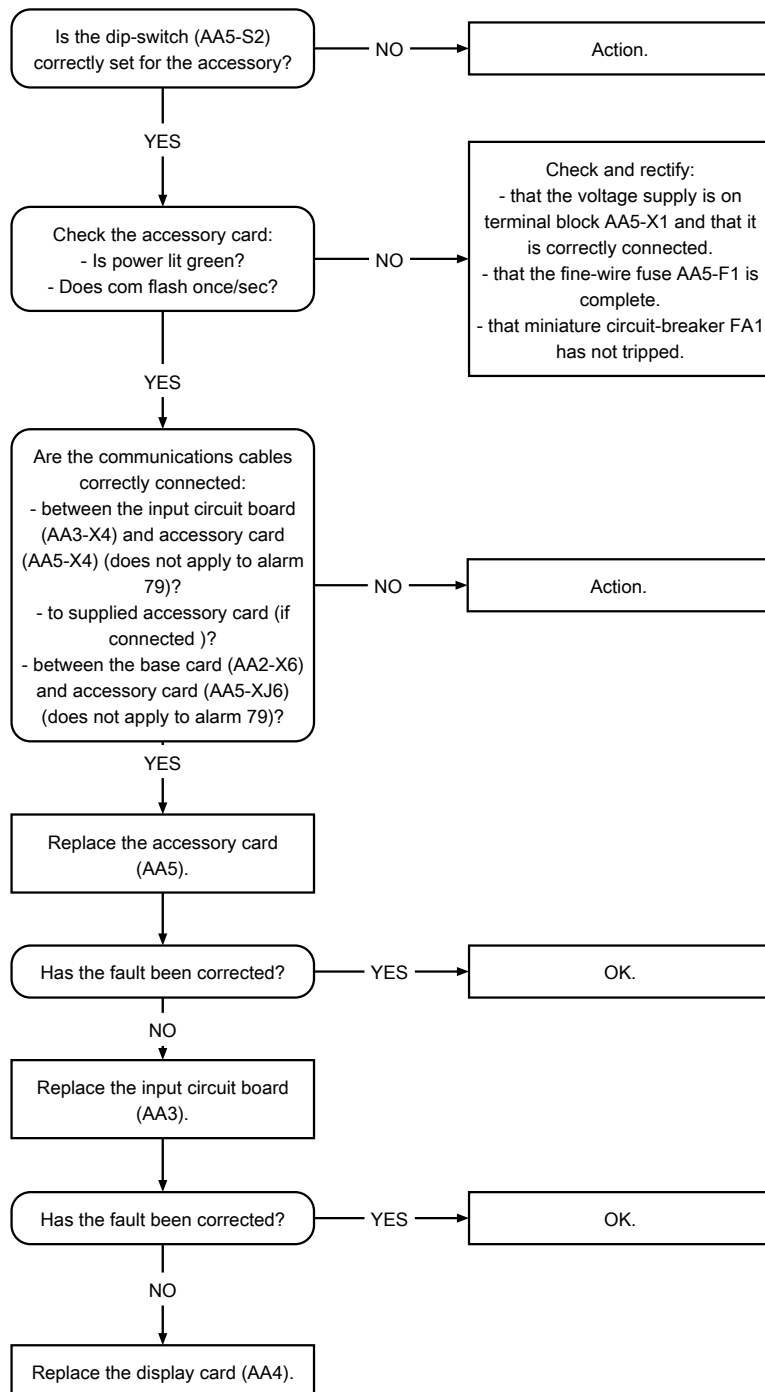 Is the dip-switch (AA5-S2)
correctly set for the accessory?
NO
Action.
YES
Check the accessory card:
- Is power lit green?
- Does com flash once/sec?
NO
Check and rectify:
- that the voltage supply is on
terminal block AA5-X1 and that it
is correctly connected.
- that the fine-wire fuse AA5-F1 is
complete.
- that miniature circuit-breaker FA1
has not tripped.
YES
Are the communications cables
correctly connected:
- between the input circuit board
(AA3-X4) and accessory card
(AA5-X4) (does not apply to alarm
79)?
- to supplied accessory card (if
connected )?
- between the base card (AA2-X6)
and accessory card (AA5-XJ6)
(does not apply to alarm 79)?
NO
Action.
YES
Replace the accessory card
(AA5).
Has the fault been corrected?
YES
OK.
NO
Replace the input circuit board
(AA3).
Has the fault been corrected?
YES
OK.
NO
Replace the display card (AA4).